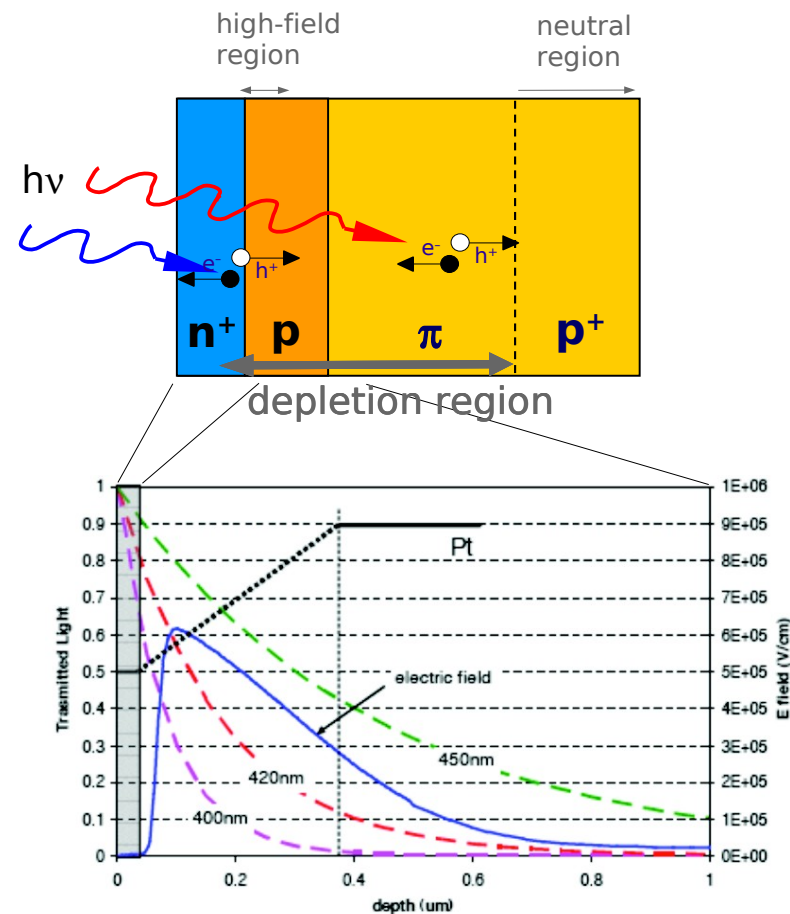 high-field
region
neutral
region
hν
e-
h+
e-
h+
n+
p
π
p+
depletion region
1
0.9
0.8
0.7
0.6
0.5
0.4
0.3
0.2
0.1
0
Trasmitted Light
Pt
electric field
450nm
420nm
400nm
1E+06
9E+05
8E+05
7E+05
6E+05
5E+05
4E+05
3E+05
2E+05
1E+05
0E+00
E field (V/cm)
0
0.2
0.4
0.6
0.8
1
depth (um)